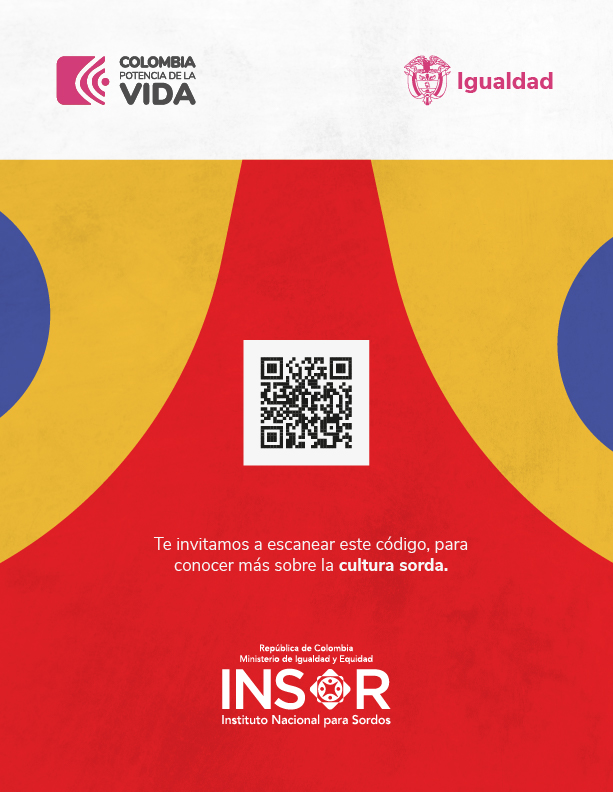 COLOMBIA
POTENCIA DE LA
VIDA
Igualdad
Te invitamos a escanear este código, para
conocer más sobre la cultura sorda.
República de Colombia
Ministerio de Igualdad y Equidad
INSOR
Instituto Nacional para Sordos